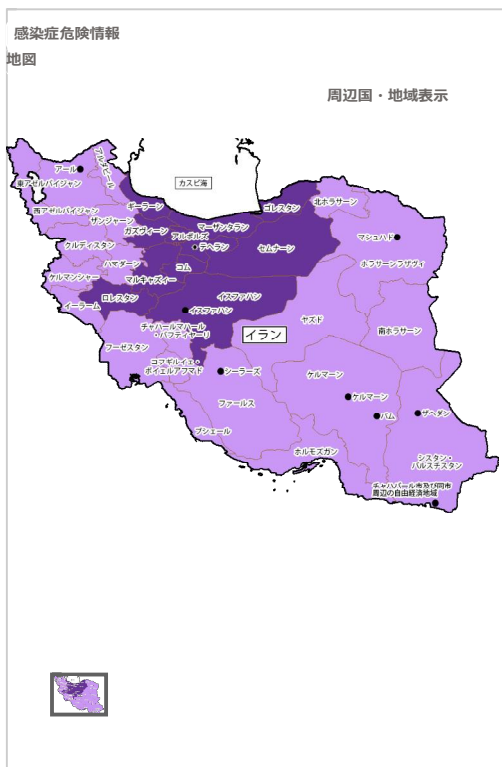 感染症危険情報
地図
周辺国・地域表示
カスピ海
アール
アルダビール
東アゼルバイジャン
西アゼルバイジャン
ギーラーン
ザンジャーン
ガズヴィーン
マーザンダラン
ゴレスタン
北ホラサーン
アルボルズ
テヘラン
セムナーン
マシュハド
ホラサーンラザヴィ
クルディスタン
ハマダーン
コム
マルキャズィー
ケルマンシャー
イーラーム
ロレスタン
イスファハン
イスファハン
ヤズド
南ホラサーン
イラン
チャハールマハール
・バフティヤーリ
フーゼスタン
コフギルイェ・
ボイェルアフマド
シーラーズ
ファールス
ケルマーン
ケルマーン
バム
ザヘダン
ブシェール
ホルモズガン
シスタン・
バルスチスタン
チャハバール市及び同市
周辺の自由経済地域